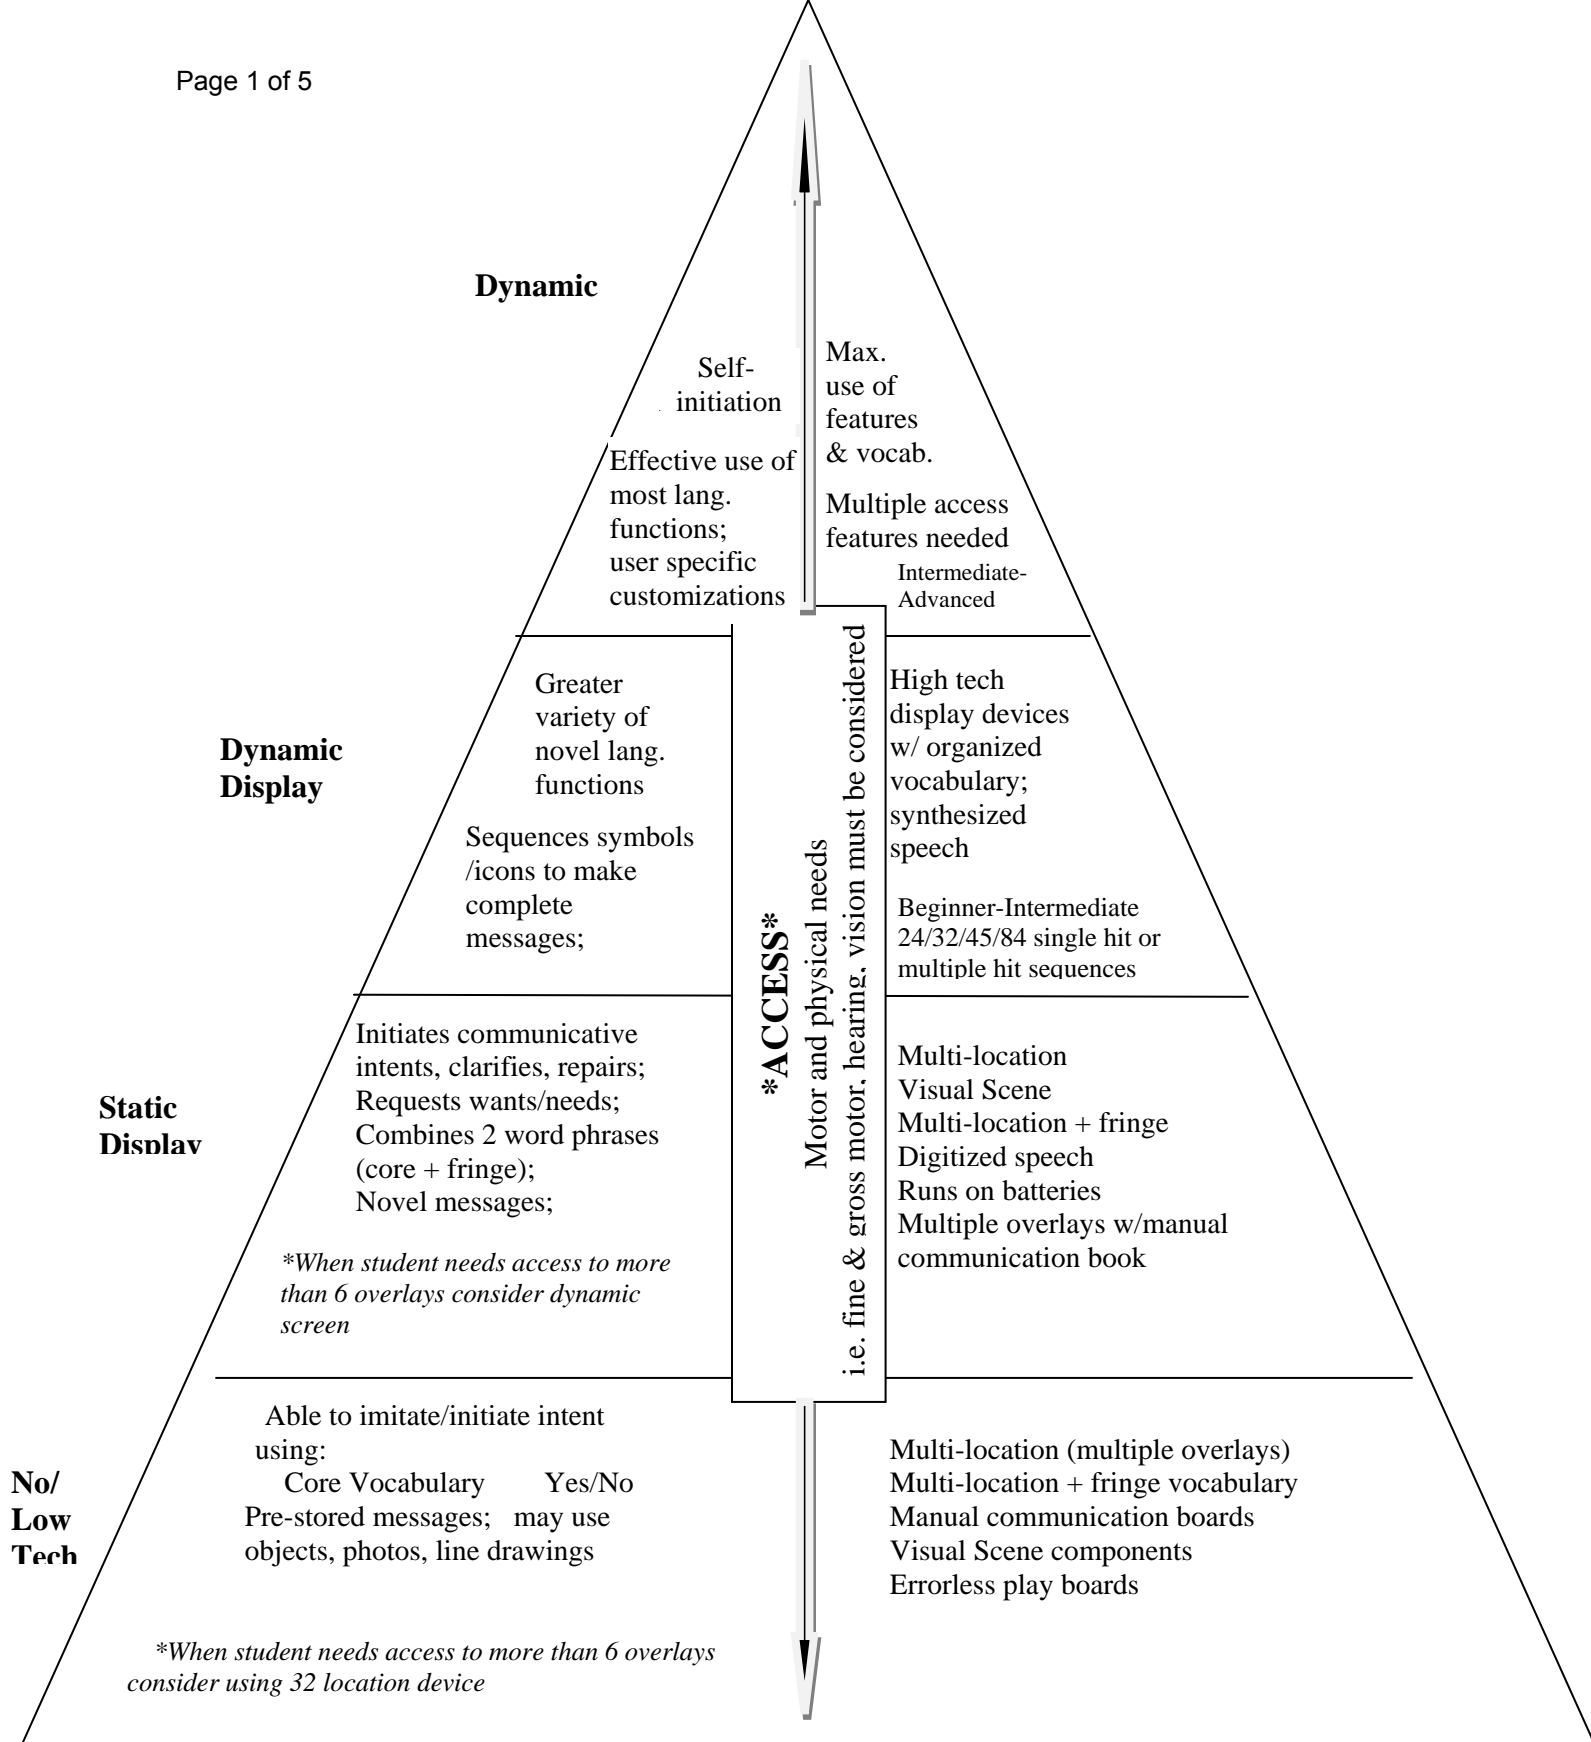 Page 1 of 5
Dynamic
Self-
initiation
Effective use of
most lang.
functions;
user specific
customizations
Max.
use of
features
& vocab.
Multiple access
features needed
Intermediate-
Advanced
Dynamic
Display
Greater
variety of
novel lang.
functions
Sequences symbols
/icons to make
complete
messages;
*ACCESS*
Motor and physical needs
i.e. fine & gross motor, hearing, vision must be considered
High tech
display devices
w/ organized
vocabulary;
synthesized
speech
Beginner-Intermediate
24/32/45/84 single hit or
multiple hit sequences
Static
Display
Initiates communicative
intents, clarifies, repairs;
Requests wants/needs;
Combines 2 word phrases
(core + fringe);
Novel messages;
*When student needs access to more
than 6 overlays consider dynamic
screen
Multi-location
Visual Scene
Multi-location + fringe
Digitized speech
Runs on batteries
Multiple overlays w/manual
communication book
No/
Low
Tech
Able to imitate/initiate intent
using:
Core Vocabulary Yes/No
Pre-stored messages; may use
objects, photos, line drawings
*When student needs access to more than 6 overlays
consider using 32 location device
Multi-location (multiple overlays)
Multi-location + fringe vocabulary
Manual communication boards
Visual Scene components
Errorless play boards